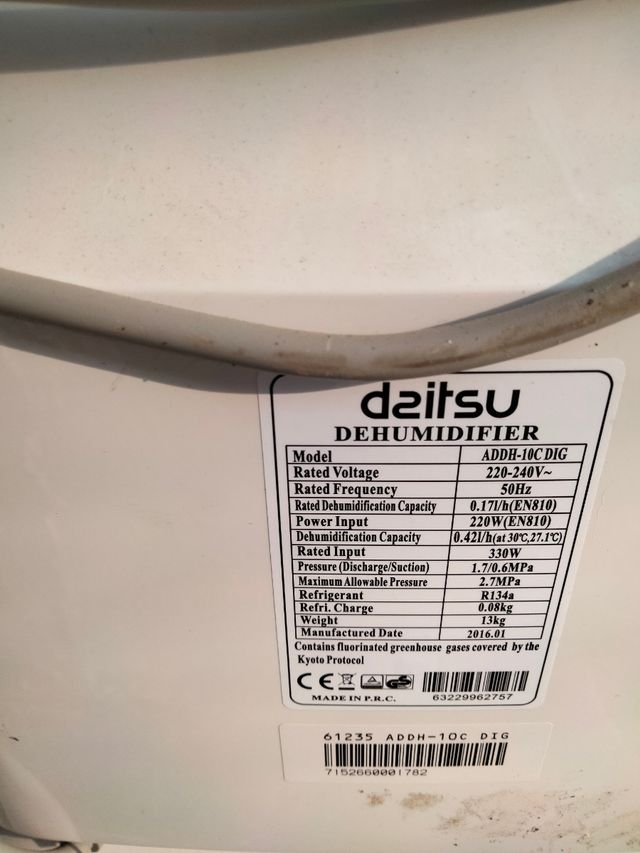 daitsu
DEHUMIDIFIER
Model ADDH-10C DIG
Rated Voltage 220-240V~
Rated Frequency 50Hz
Rated Dehumidification Capacity 0.17l/h(EN810)
Power Input 220W(EN810)
Dehumidification Capacity 0.42l/h(at 30℃,27.1℃)
Rated Input 330W
Pressure (Discharge/Suction) 1.7/0.6MPa
Maximum Allowable Pressure 2.7MPa
Refrigerant R134a
Refri. Charge 0.08kg
Weight 13kg
Manufactured Date 2016.01
Contains fluorinated greenhouse gases covered by the
Kyoto Protocol
CE
MADE IN P.R.C. 63229962757
61235 ADDH-10C DIG
7152660001782